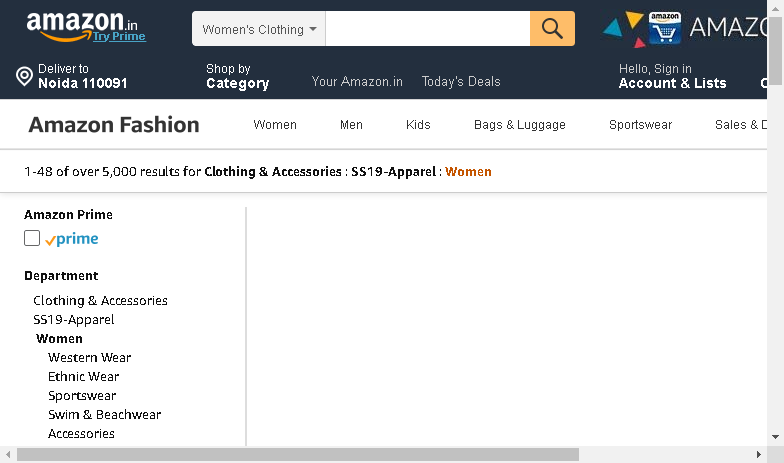 amazon.in
Try Prime
Women's Clothing
amazon
AMAZO
Deliver to
Noida 110091
Shop by
Category
Your Amazon.in
Today's Deals
Hello, Sign in
Account & Lists
Amazon Fashion
Women
Men
Kids
Bags & Luggage
Sportswear
Sales & D
1-48 of over 5,000 results for Clothing & Accessories : SS19-Apparel : Women
Amazon Prime
prime
Department
Clothing & Accessories
SS19-Apparel
Women
Western Wear
Ethnic Wear
Sportswear
Swim & Beachwear
Accessories